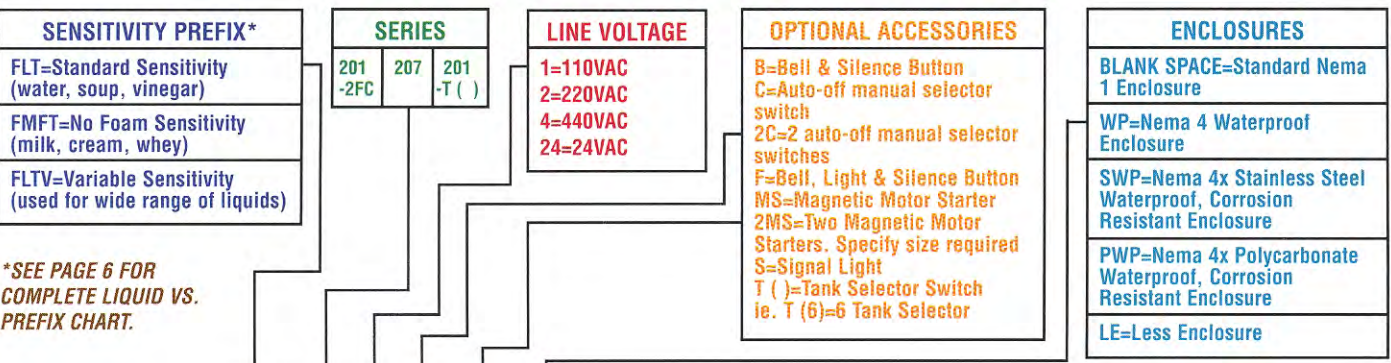 SENSITIVITY PREFIX*
FLT=Standard Sensitivity
(water, soup, vinegar)
FMFT=No Foam Sensitivity
(milk, cream, whey)
FLTV=Variable Sensitivity
(used for wide range of liquids)
*SEE PAGE 6 FOR
COMPLETE LIQUID VS.
PREFIX CHART.
SERIES
201 207 201
-2FC -T ( )
LINE VOLTAGE
1=110VAC
2=220VAC
4=440VAC
24=24VAC
OPTIONAL ACCESSORIES
B=Bell & Silence Button
C=Auto-off manual selector
switch
2C=2 auto-off manual selector
switches
F=Bell, Light & Silence Button
MS=Magnetic Motor Starter
2MS=Two Magnetic Motor
Starters. Specify size required
S=Signal Light
T ( )=Tank Selector Switch
ie. T (6)=6 Tank Selector
ENCLOSURES
BLANK SPACE=Standard Nema
1 Enclosure
WP=Nema 4 Waterproof
Enclosure
SWP=Nema 4x Stainless Steel
Waterproof, Corrosion
Resistant Enclosure
PWP=Nema 4x Polycarbonate
Waterproof, Corrosion
Resistant Enclosure
LE=Less Enclosure